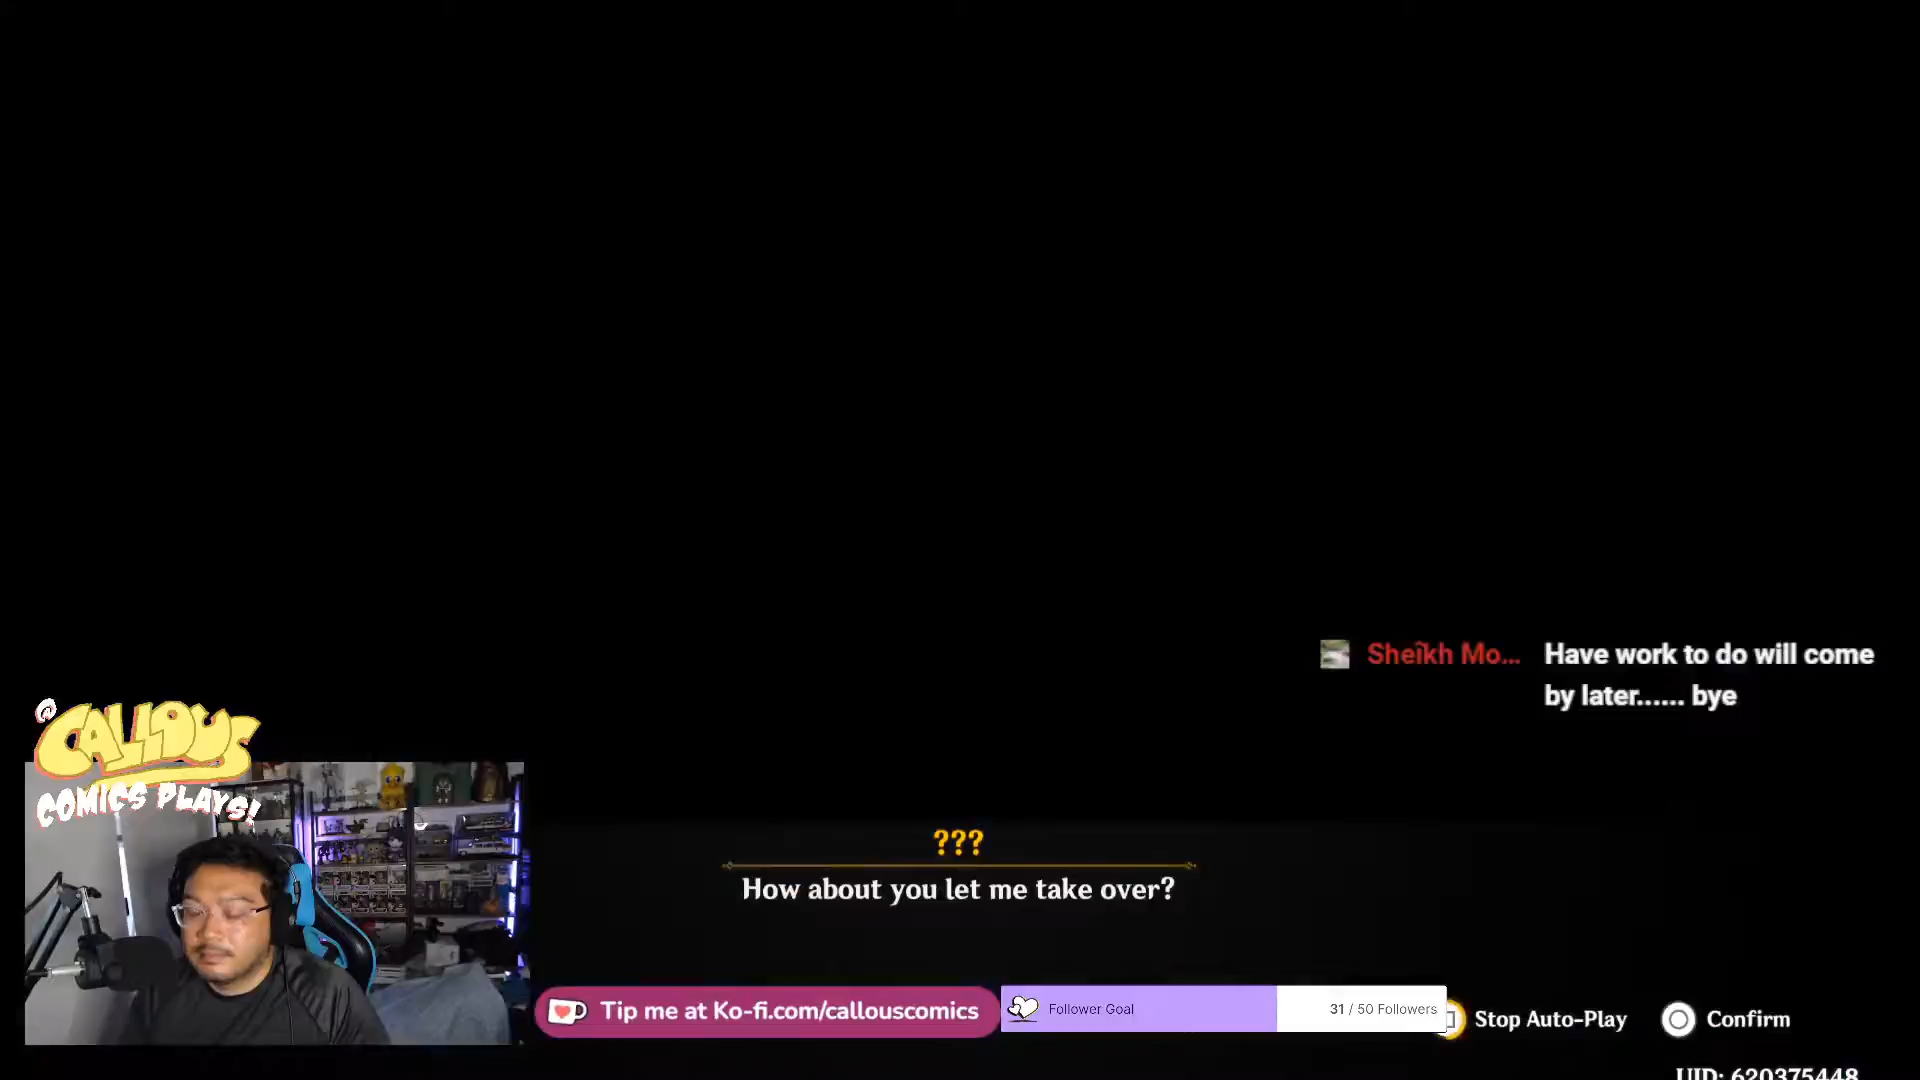 Sheikh Mo... Have work to do will come
by later...... bye
@CALLOUS
COMICS PLAYS!
???
How about you let me take over?
Tip me at Ko-fi.com/callouscomics
Follower Goal 31 / 50 Followers
Stop Auto-Play Confirm
UID: 620375448